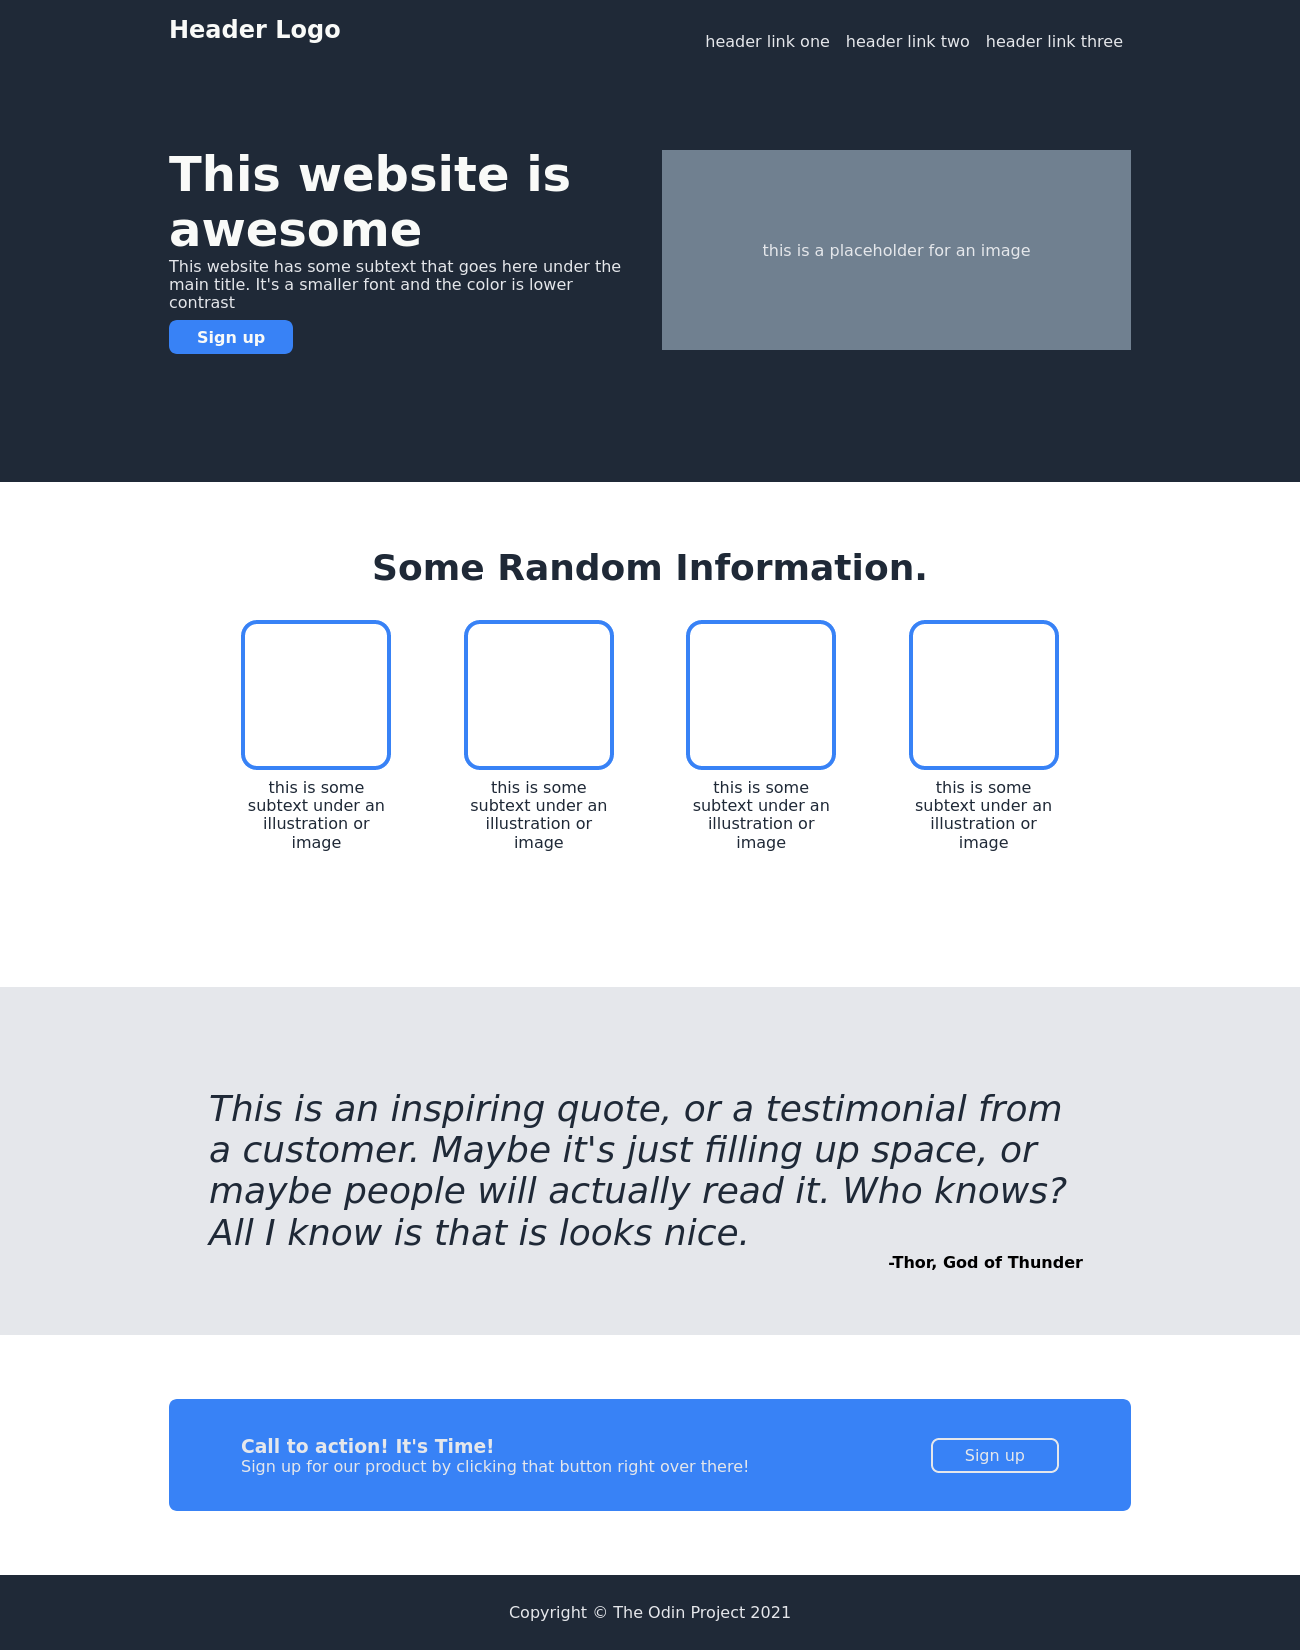 Header Logo
header link one header link two header link three
This website is
awesome
This website has some subtext that goes here under the
main title. It's a smaller font and the color is lower
contrast
Sign up
this is a placeholder for an image
Some Random Information.
this is some
subtext under an
illustration or
image
this is some
subtext under an
illustration or
image
this is some
subtext under an
illustration or
image
this is some
subtext under an
illustration or
image
This is an inspiring quote, or a testimonial from
a customer. Maybe it's just filling up space, or
maybe people will actually read it. Who knows?
All I know is that is looks nice.
-Thor, God of Thunder
Call to action! It's Time!
Sign up for our product by clicking that button right over there!
Sign up
Copyright © The Odin Project 2021